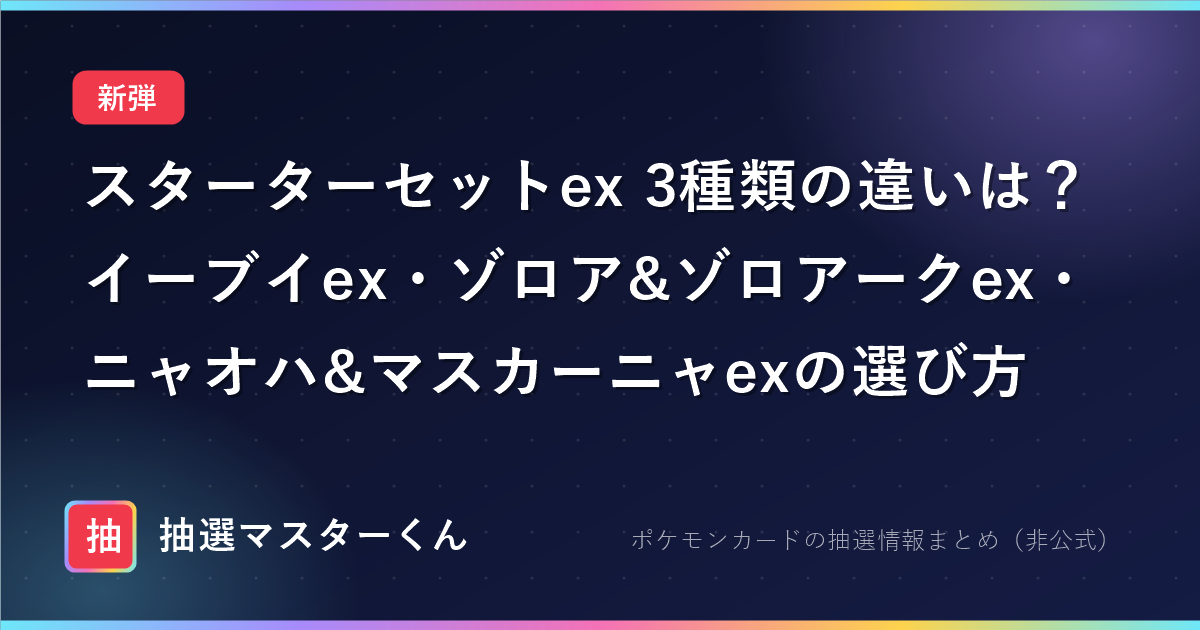 新弾
スターターセットex 3種類の違いは？
イーブイex・ゾロア&ゾロアークex・
ニャオハ&マスカーニャexの選び方
抽 抽選マスターくん
ポケモンカードの抽選情報まとめ（非公式）